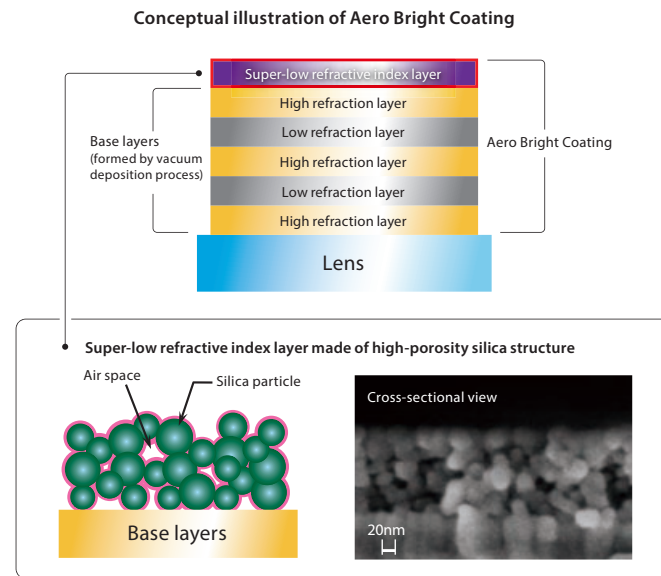 Conceptual illustration of Aero Bright Coating
Super-low refractive index layer
High refraction layer
Low refraction layer
High refraction layer
Low refraction layer
High refraction layer
Lens
Base layers
(formed by vacuum
deposition process)
Aero Bright Coating
Super-low refractive index layer made of high-porosity silica structure
Air space
Silica particle
Base layers
Cross-sectional view
20nm